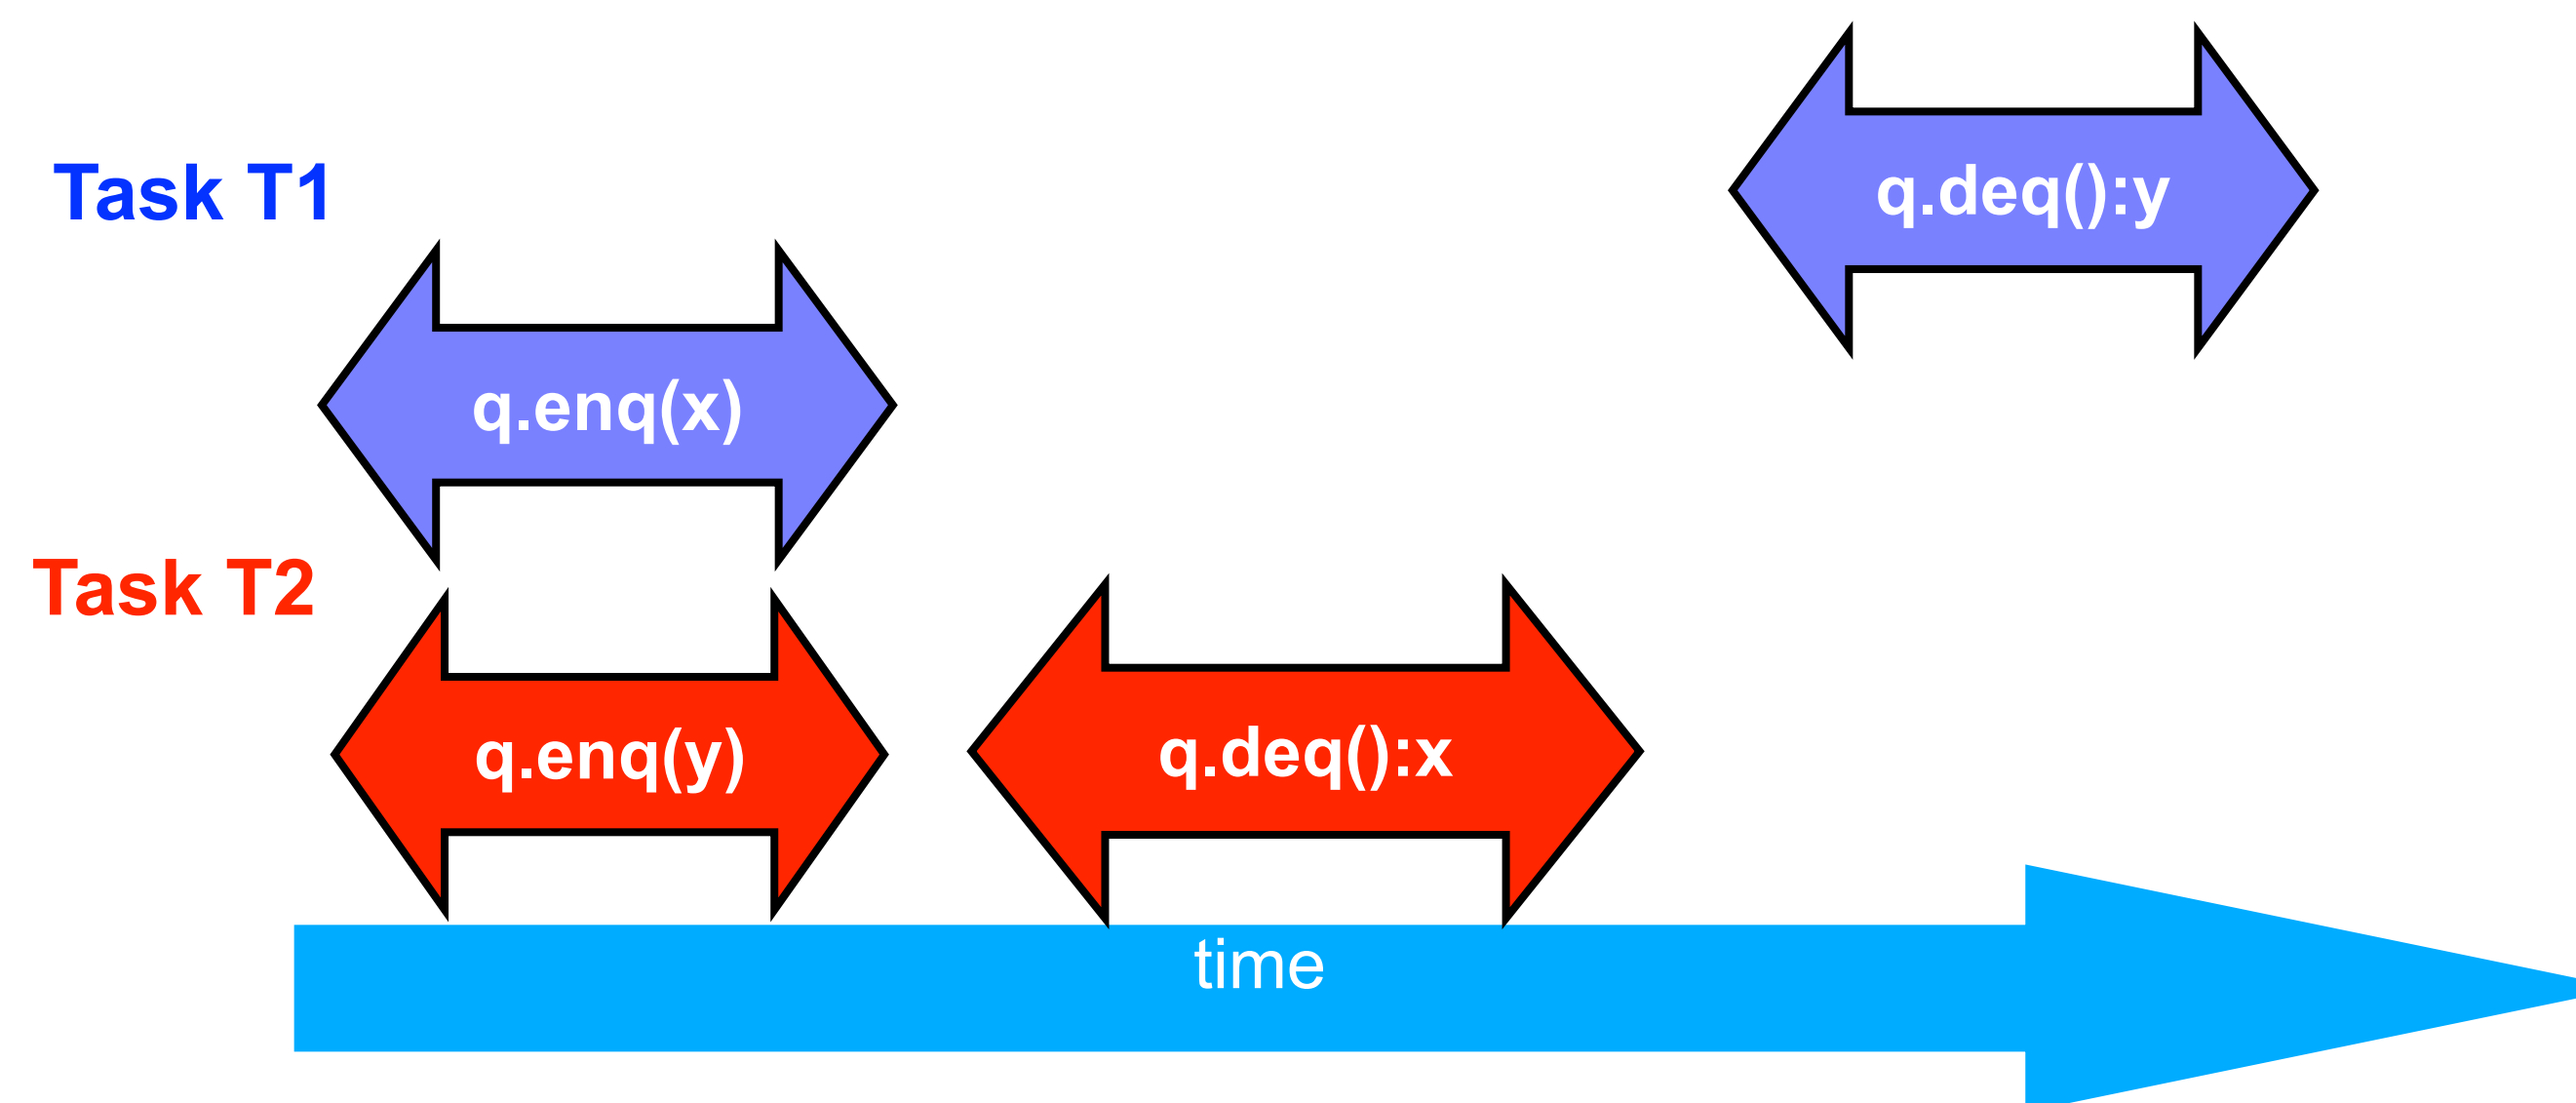 Task T1
q.deq():y
q.enq(x)
Task T2
q.enq(y)
q.deq():x
time